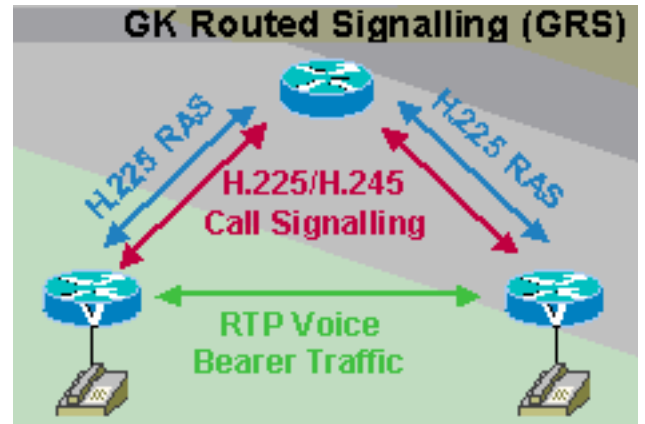 GK Routed Signalling (GRS)
H.225 RAS
H.225 RAS
H.225/H.245
Call Signalling
V
V
RTP Voice
Bearer Traffic